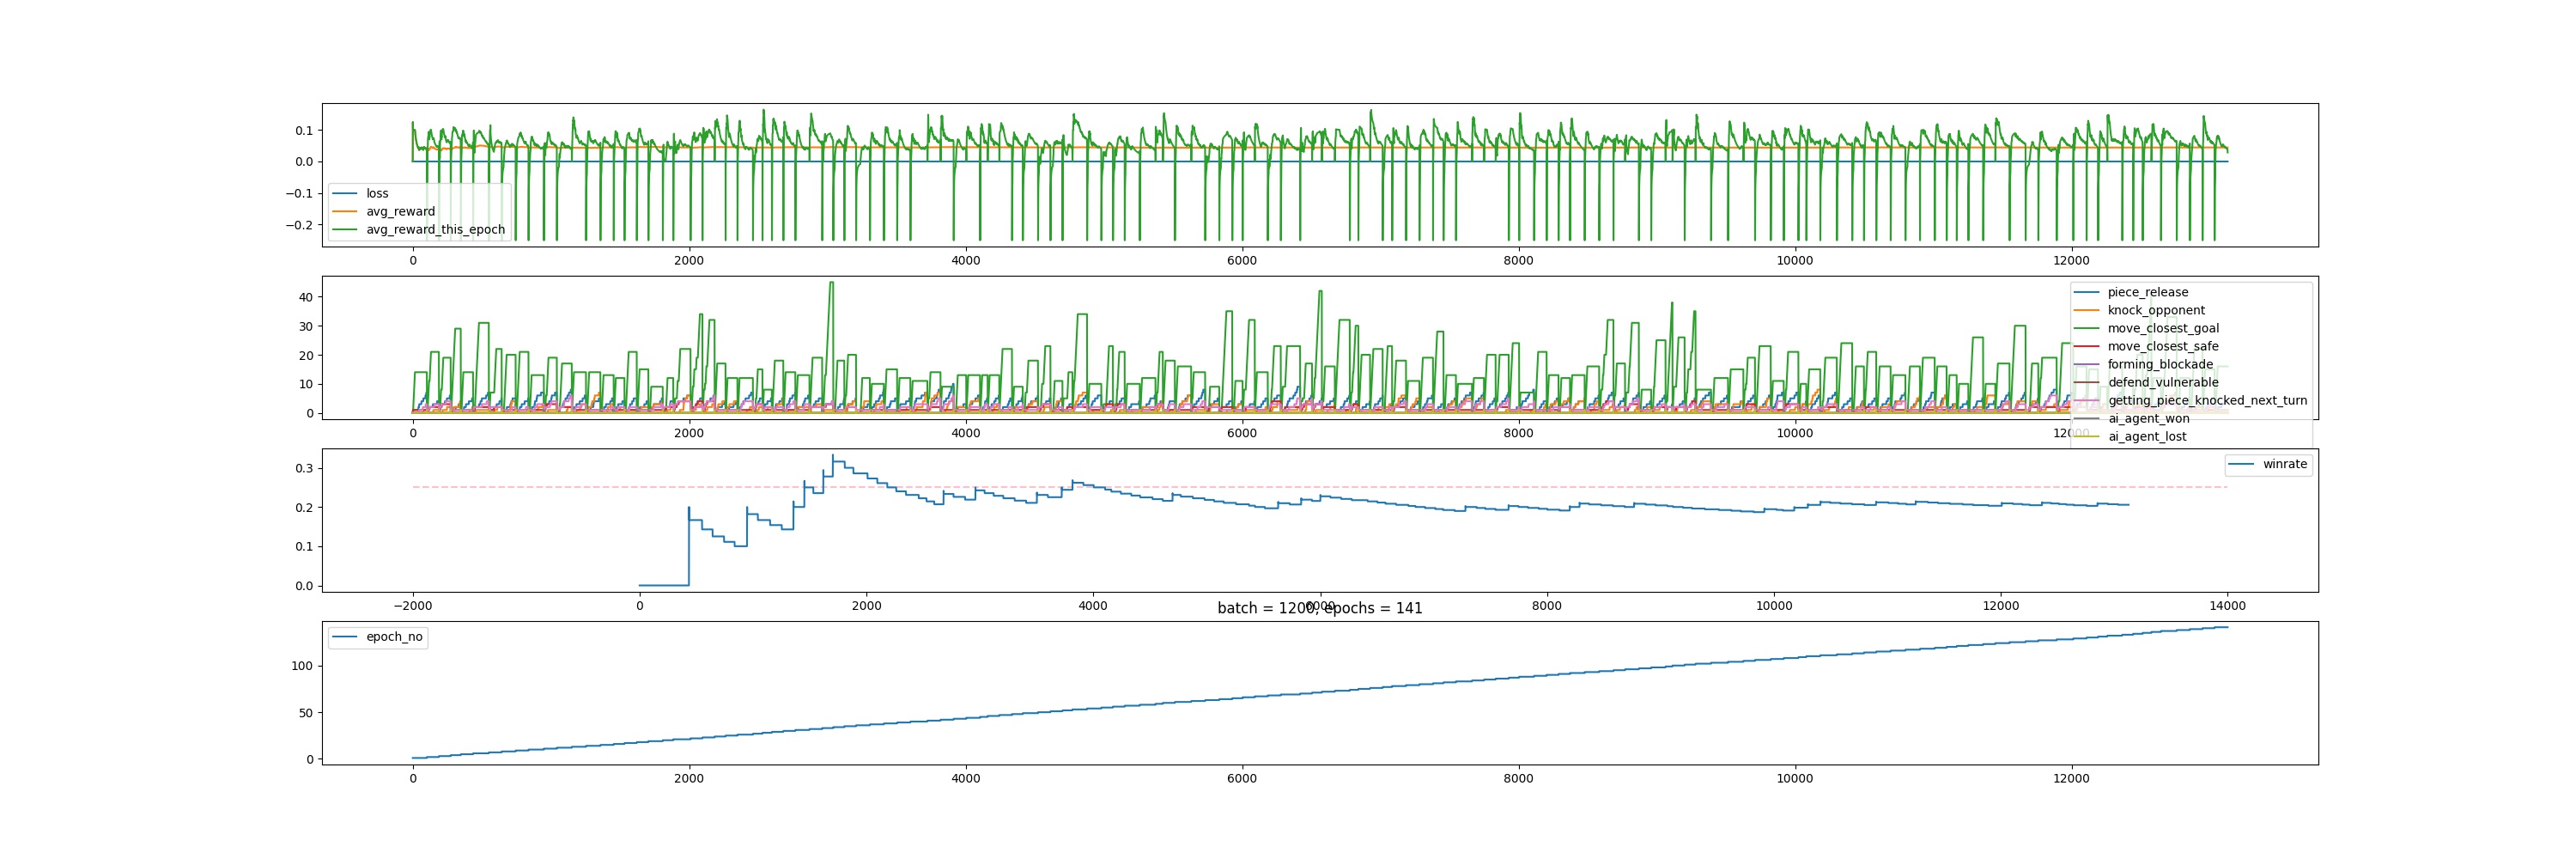 0.1
0.0
−0.1
−0.2
loss
avg_reward
avg_reward_this_epoch
0 2000 4000 6000 8000 10000 12000
40
30
20
10
0
piece_release
knock_opponent
move_closest_goal
move_closest_safe
forming_blockade
defend_vulnerable
getting_piece_knocked_next_turn
ai_agent_won
ai_agent_lost
0 2000 4000 6000 8000 10000 12000
0.3
0.2
0.1
0.0
winrate
−2000 0 2000 4000 6000 8000 10000 12000 14000
batch = 1200, epochs = 141
100
50
0
epoch_no
0 2000 4000 6000 8000 10000 12000